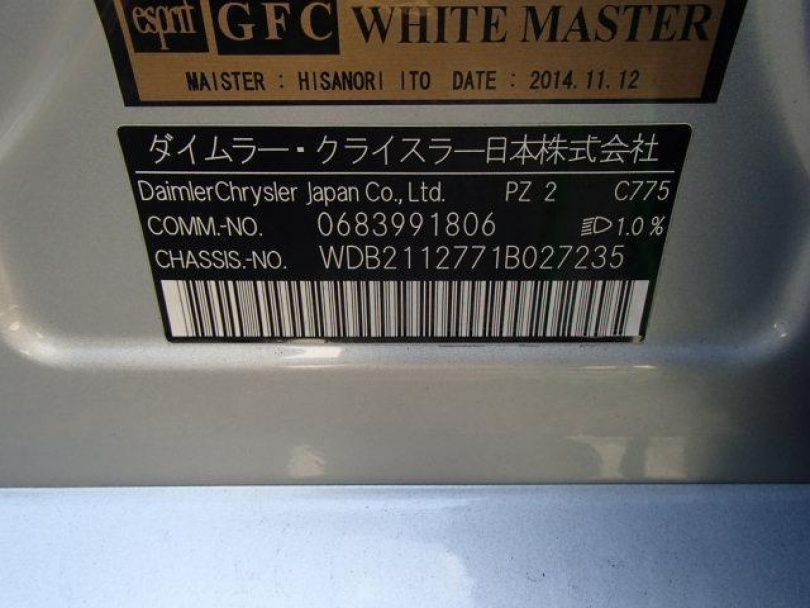 esprit GFC WHITE MASTER
MAISTER : HISANORI ITO DATE : 2014.11.12
ダイムラー・クライスラー日本株式会社
DaimlerChrysler Japan Co., Ltd. PZ 2 C775
COMM.-NO. 0683991806 1.0 %
CHASSIS.-NO. WDB2112771B027235